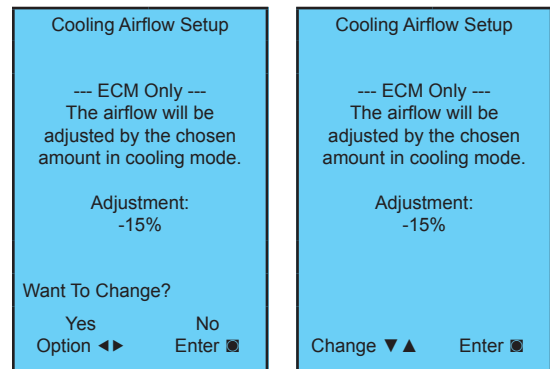 Cooling Airflow Setup
--- ECM Only ---
The airflow will be
adjusted by the chosen
amount in cooling mode.
Adjustment:
-15%
Want To Change?
Yes No
Option ◄► Enter ◙
Cooling Airflow Setup
--- ECM Only ---
The airflow will be
adjusted by the chosen
amount in cooling mode.
Adjustment:
-15%
Change ▼▲ Enter ◙